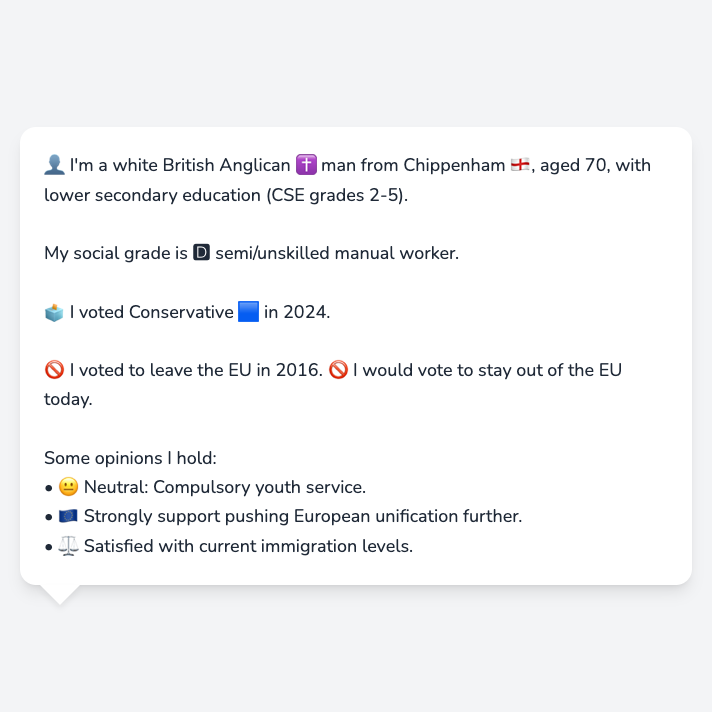 👤 I'm a white British Anglican ✝️ man from Chippenham 🏴󠁧󠁢󠁥󠁮󠁧󠁿, aged 70, with
lower secondary education (CSE grades 2-5).
My social grade is 🅳 semi/unskilled manual worker.
🗳️ I voted Conservative 🟦 in 2024.
🚫 I voted to leave the EU in 2016. 🚫 I would vote to stay out of the EU
today.
Some opinions I hold:
• 😐 Neutral: Compulsory youth service.
• 🇪🇺 Strongly support pushing European unification further.
• ⚖️ Satisfied with current immigration levels.